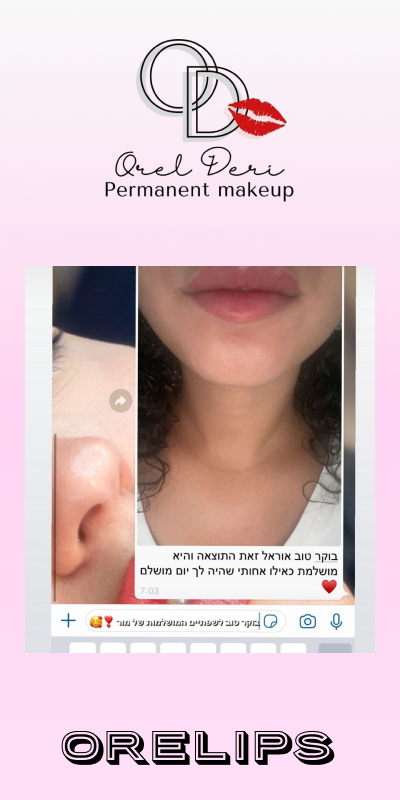 OD
Orel Deri
Permanent makeup
בוקר טוב אוראל זאת התוצאה והיא
מושלמת כאילו אחותי שהיה לך יום מושלם
❤️
7:03
בוקר טוב לשפתיים המושלמות של מור ❣️🥰
ORELIPS